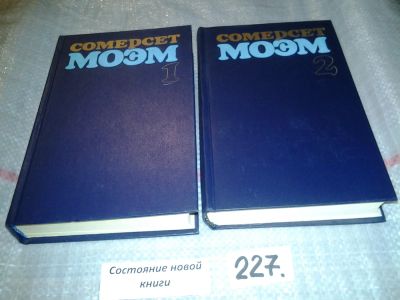 СОМЕРСЕТ
МОЭМ
1
СОМЕРСЕТ
МОЭМ
2
Состояние новой
книги
227.